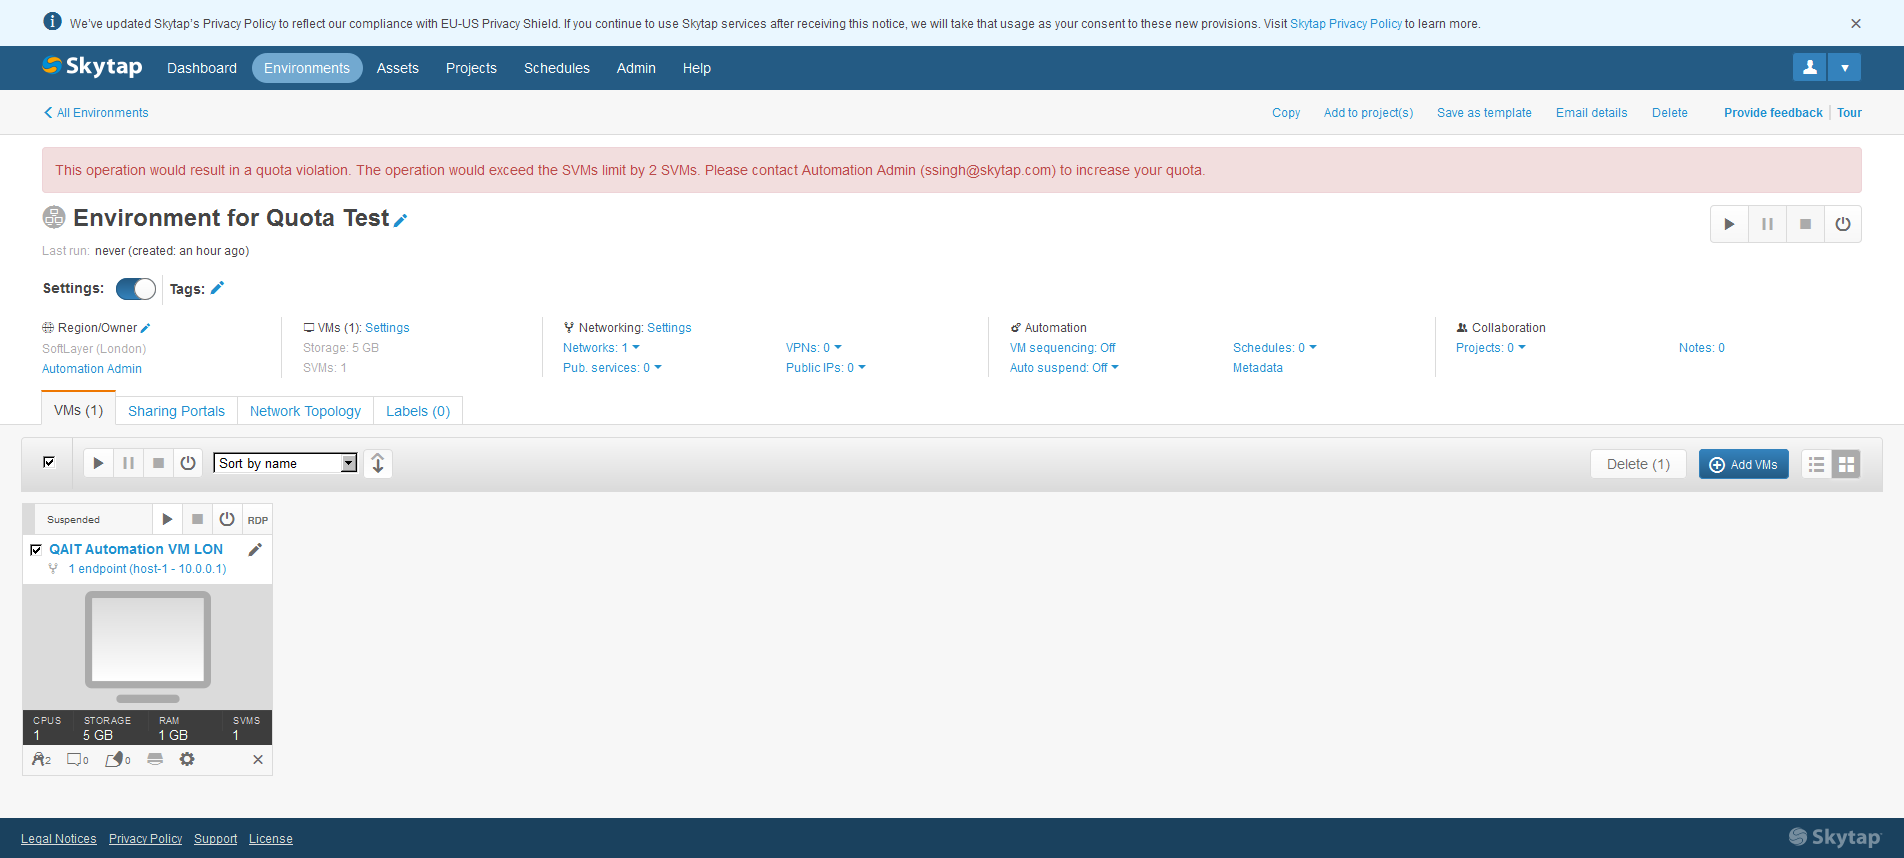 We've updated Skytap's Privacy Policy to reflect our compliance with EU-US Privacy Shield. If you continue to use Skytap services after receiving this notice, we will take that usage as your consent to these new provisions. Visit Skytap Privacy Policy to learn more.
Skytap Dashboard Environments Assets Projects Schedules Admin Help
All Environments Copy Add to project(s) Save as template Email details Delete Provide feedback Tour
This operation would result in a quota violation. The operation would exceed the SVMs limit by 2 SVMs. Please contact Automation Admin (ssingh@skytap.com) to increase your quota.
Environment for Quota Test
Last run: never (created: an hour ago)
Settings: Tags:
Region/Owner VMs (1): Settings Networking: Settings Automation Collaboration
SoftLayer (London) Storage: 5 GB Networks: 1 VPNs: 0 VM sequencing: Off Schedules: 0 Projects: 0 Notes: 0
Automation Admin SVMs: 1 Pub. services: 0 Public IPs: 0 Auto suspend: Off Metadata
VMs (1) Sharing Portals Network Topology Labels (0)
Sort by name Delete (1) Add VMs
Suspended RDP
QAIT Automation VM LON
1 endpoint (host-1 - 10.0.0.1)
CPUS STORAGE RAM SVMS
1 5 GB 1 GB 1
2 0 0
Legal Notices Privacy Policy Support License Skytap